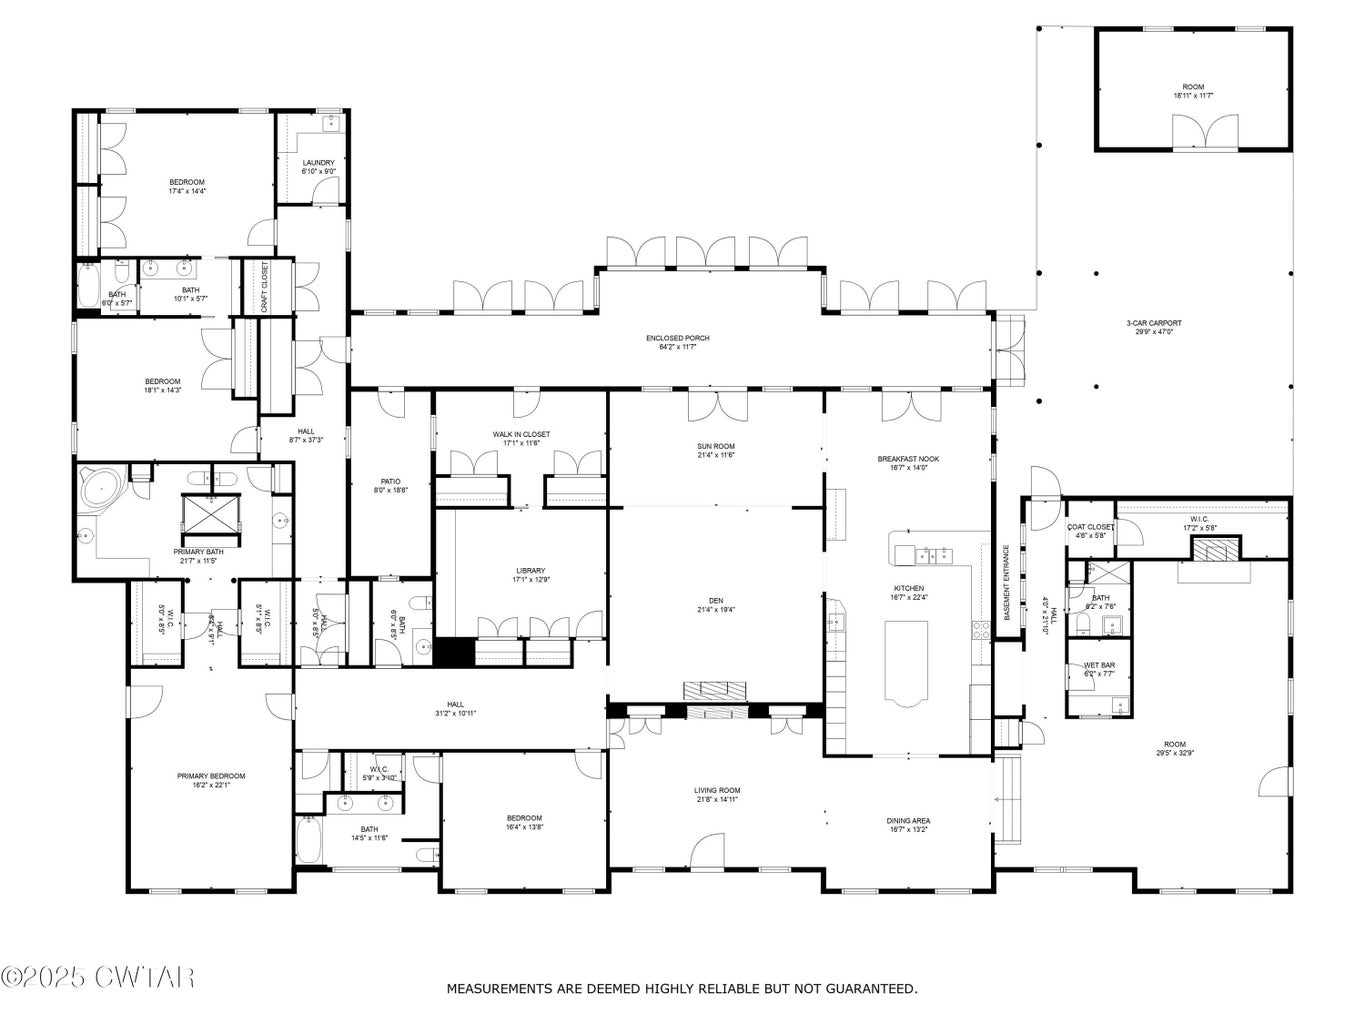 ROOM
18'11" x 11'7"
LAUNDRY
6'10" x 9'0"
BEDROOM
17'4" x 14'4"
CRAFT CLOSET
BATH
6'0" x 5'7"
BATH
10'1" x 5'7"
3-CAR CARPORT
29'9" x 47'0"
ENCLOSED PORCH
64'2" x 11'7"
BEDROOM
18'1" x 14'3"
HALL
8'7" x 37'3"
WALK IN CLOSET
17'1" x 11'6"
SUN ROOM
21'4" x 11'6"
BREAKFAST NOOK
16'7" x 14'0"
PATIO
8'0" x 18'6"
W.I.C.
17'2" x 5'8"
COAT CLOSET
4'6" x 5'8"
PRIMARY BATH
21'7" x 11'5"
LIBRARY
17'1" x 12'9"
BASEMENT ENTRANCE
KITCHEN
16'7" x 22'4"
DEN
21'4" x 19'4"
BATH
6'2" x 7'6"
HALL
4'0" x 21'10"
W.I.C.
5'0" x 8'5"
HALL
W.I.C.
5'1" x 8'5"
HALL
5'0" x 8'5"
BATH
6'0" x 8'5"
WET BAR
6'2" x 7'7"
HALL
31'2" x 10'11"
ROOM
29'5" x 32'9"
PRIMARY BEDROOM
16'2" x 22'1"
W.I.C.
5'9" x 3'10"
LIVING ROOM
21'8" x 14'11"
BEDROOM
16'4" x 13'8"
DINING AREA
16'7" x 13'2"
BATH
14'5" x 11'6"
©2025 CWTAR
MEASUREMENTS ARE DEEMED HIGHLY RELIABLE BUT NOT GUARANTEED.